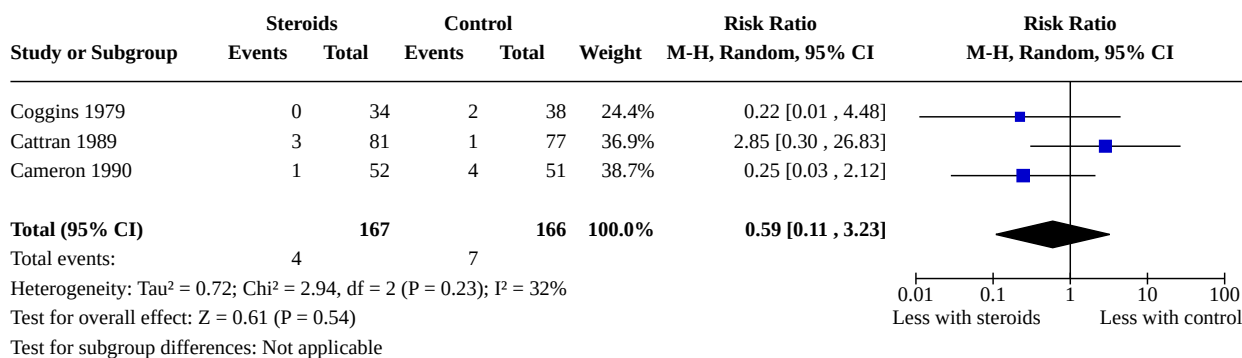 Steroids Control Risk Ratio Risk Ratio
Study or Subgroup Events Total Events Total Weight M-H, Random, 95% CI M-H, Random, 95% CI
Coggins 1979 0 34 2 38 24.4% 0.22 [0.01 , 4.48]
Cattran 1989 3 81 1 77 36.9% 2.85 [0.30 , 26.83]
Cameron 1990 1 52 4 51 38.7% 0.25 [0.03 , 2.12]
Total (95% CI) 167 166 100.0% 0.59 [0.11 , 3.23]
Total events: 4 7
Heterogeneity: Tau² = 0.72; Chi² = 2.94, df = 2 (P = 0.23); I² = 32%
0.01 0.1 1 10 100
Test for overall effect: Z = 0.61 (P = 0.54) Less with steroids Less with control
Test for subgroup differences: Not applicable